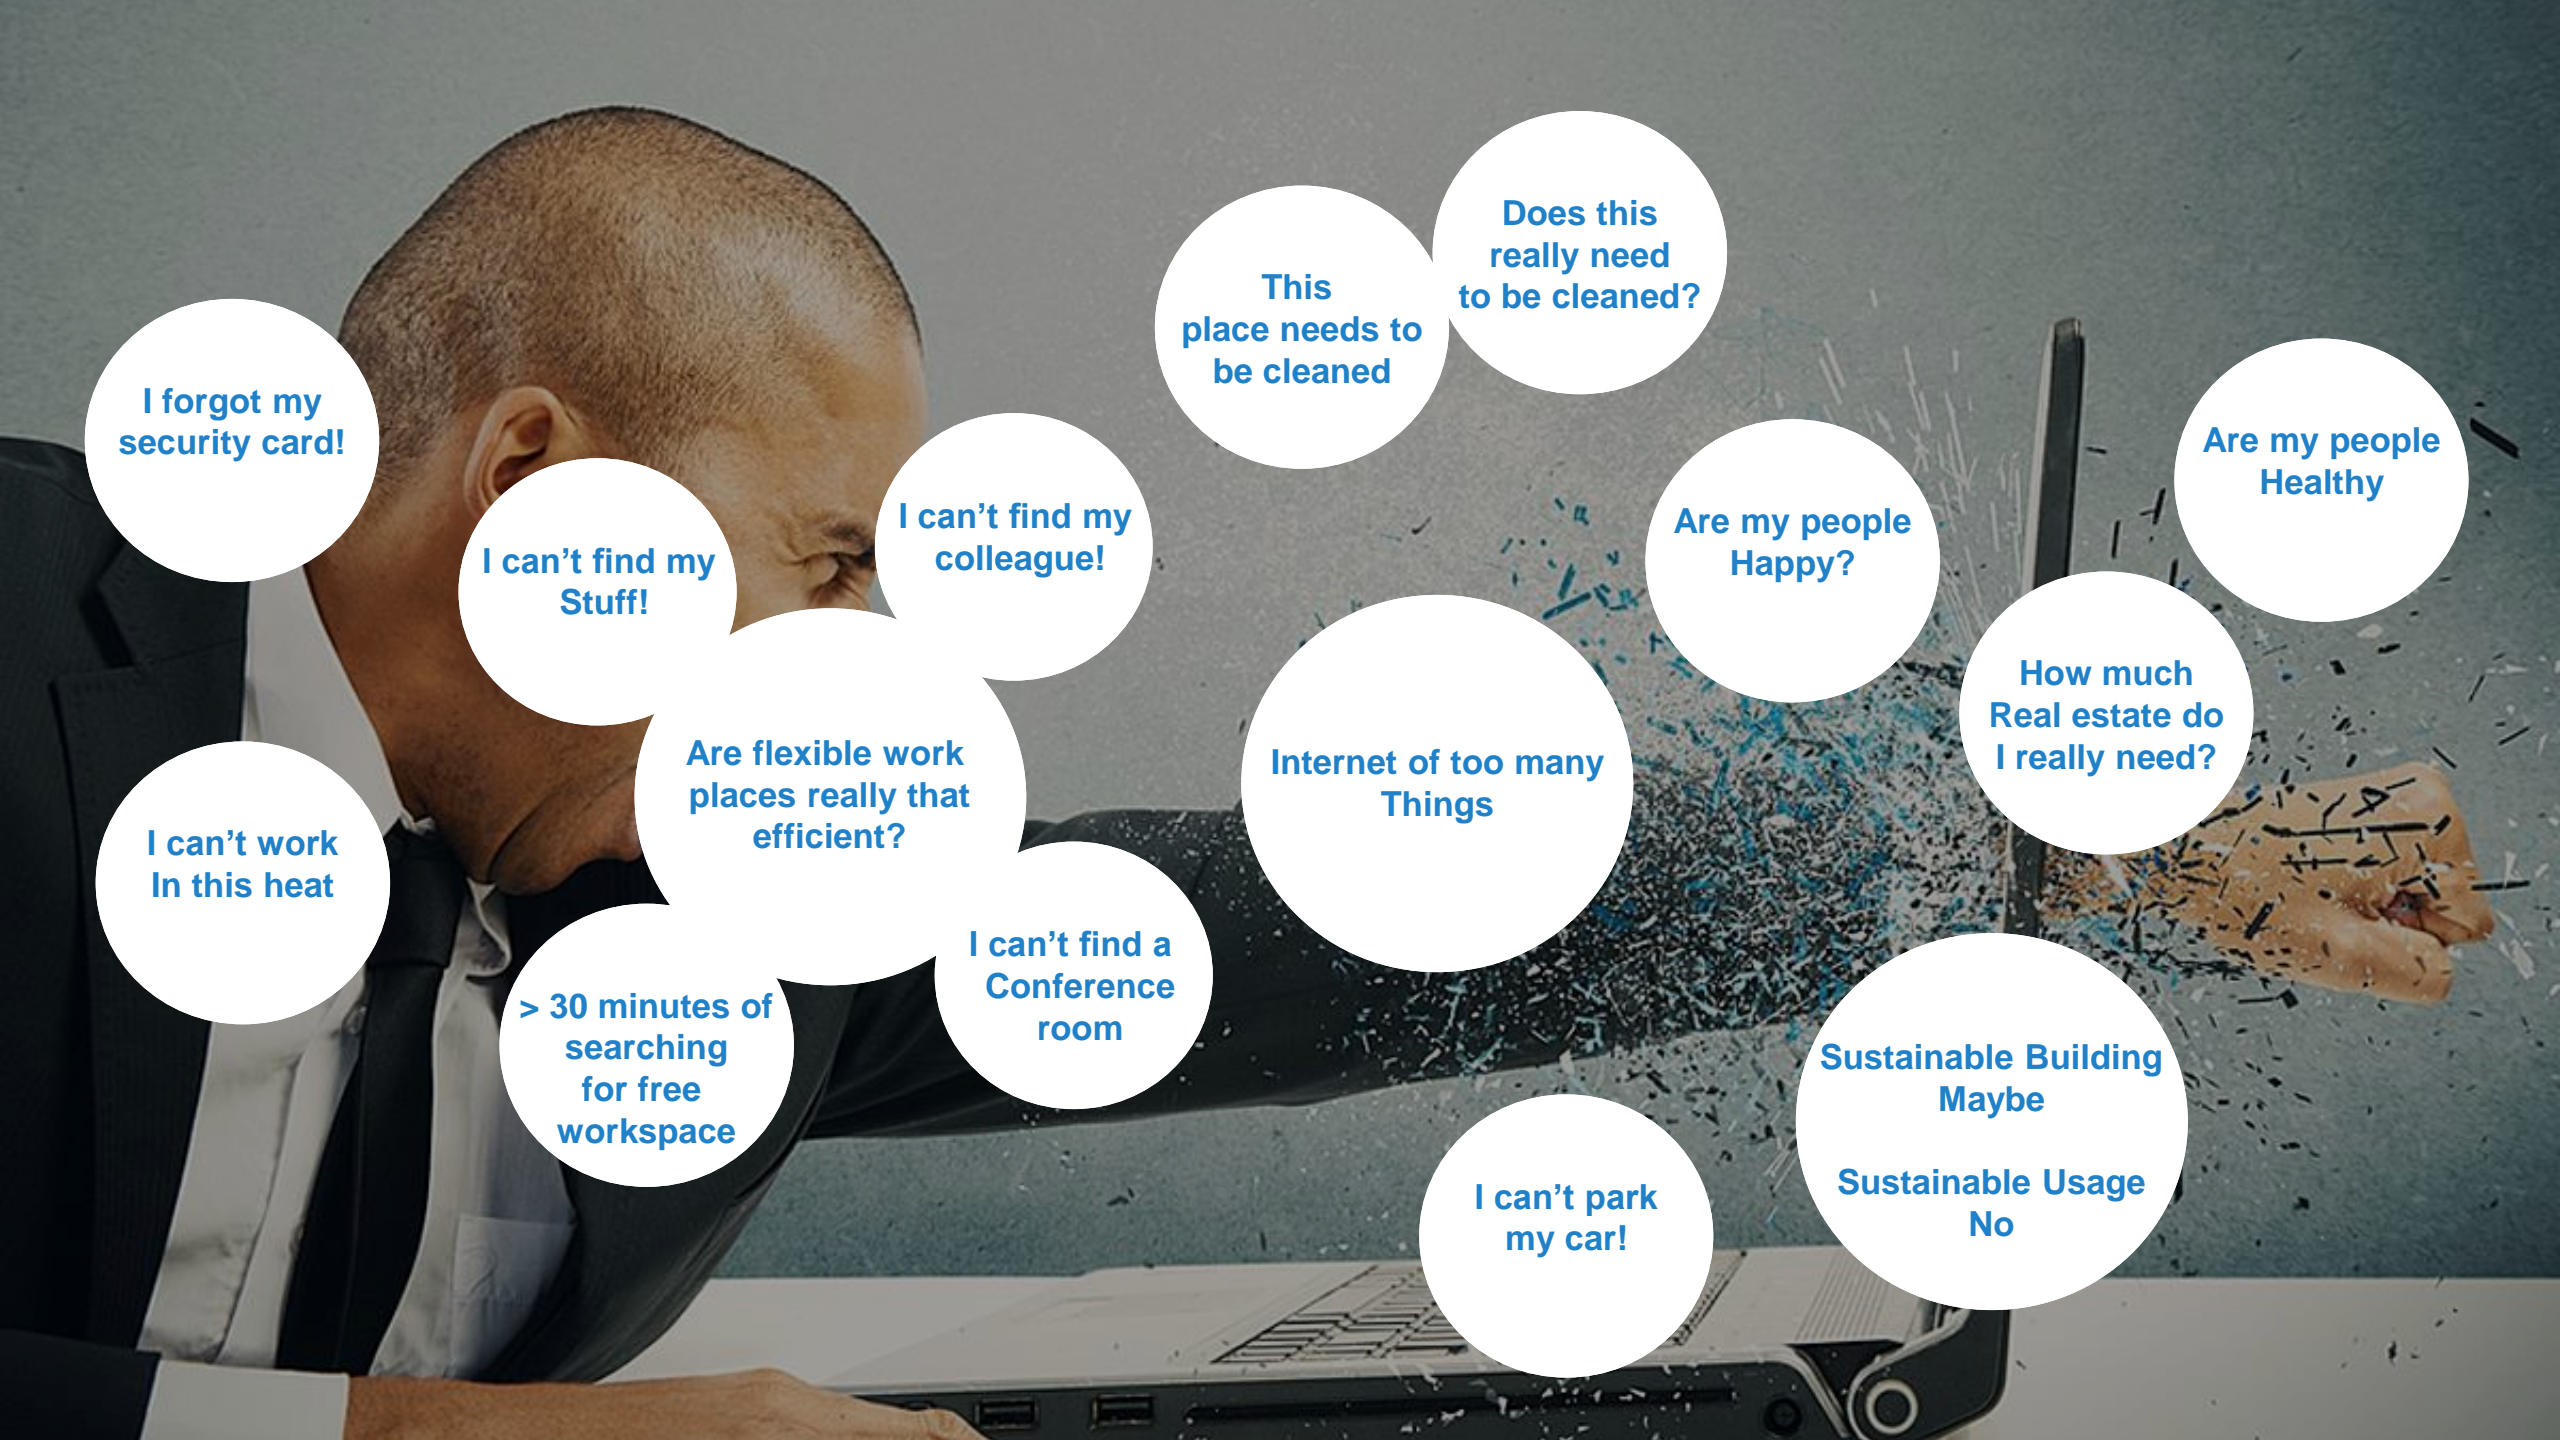 Does this
really need
to be cleaned?
This
place needs to
be cleaned
I forgot my
security card!
Are my people
Healthy
I can’t find my
colleague!
Are my people
Happy?
I can’t find my
Stuff!
How much
Real estate do
I really need?
Are flexible work
places really that
efficient?
Internet of too many
Things
I can’t work
In this heat
I can’t find a
Conference
room
> 30 minutes of
searching
for free
workspace
Sustainable Building
Maybe
Sustainable Usage
No
I can’t park
my car!